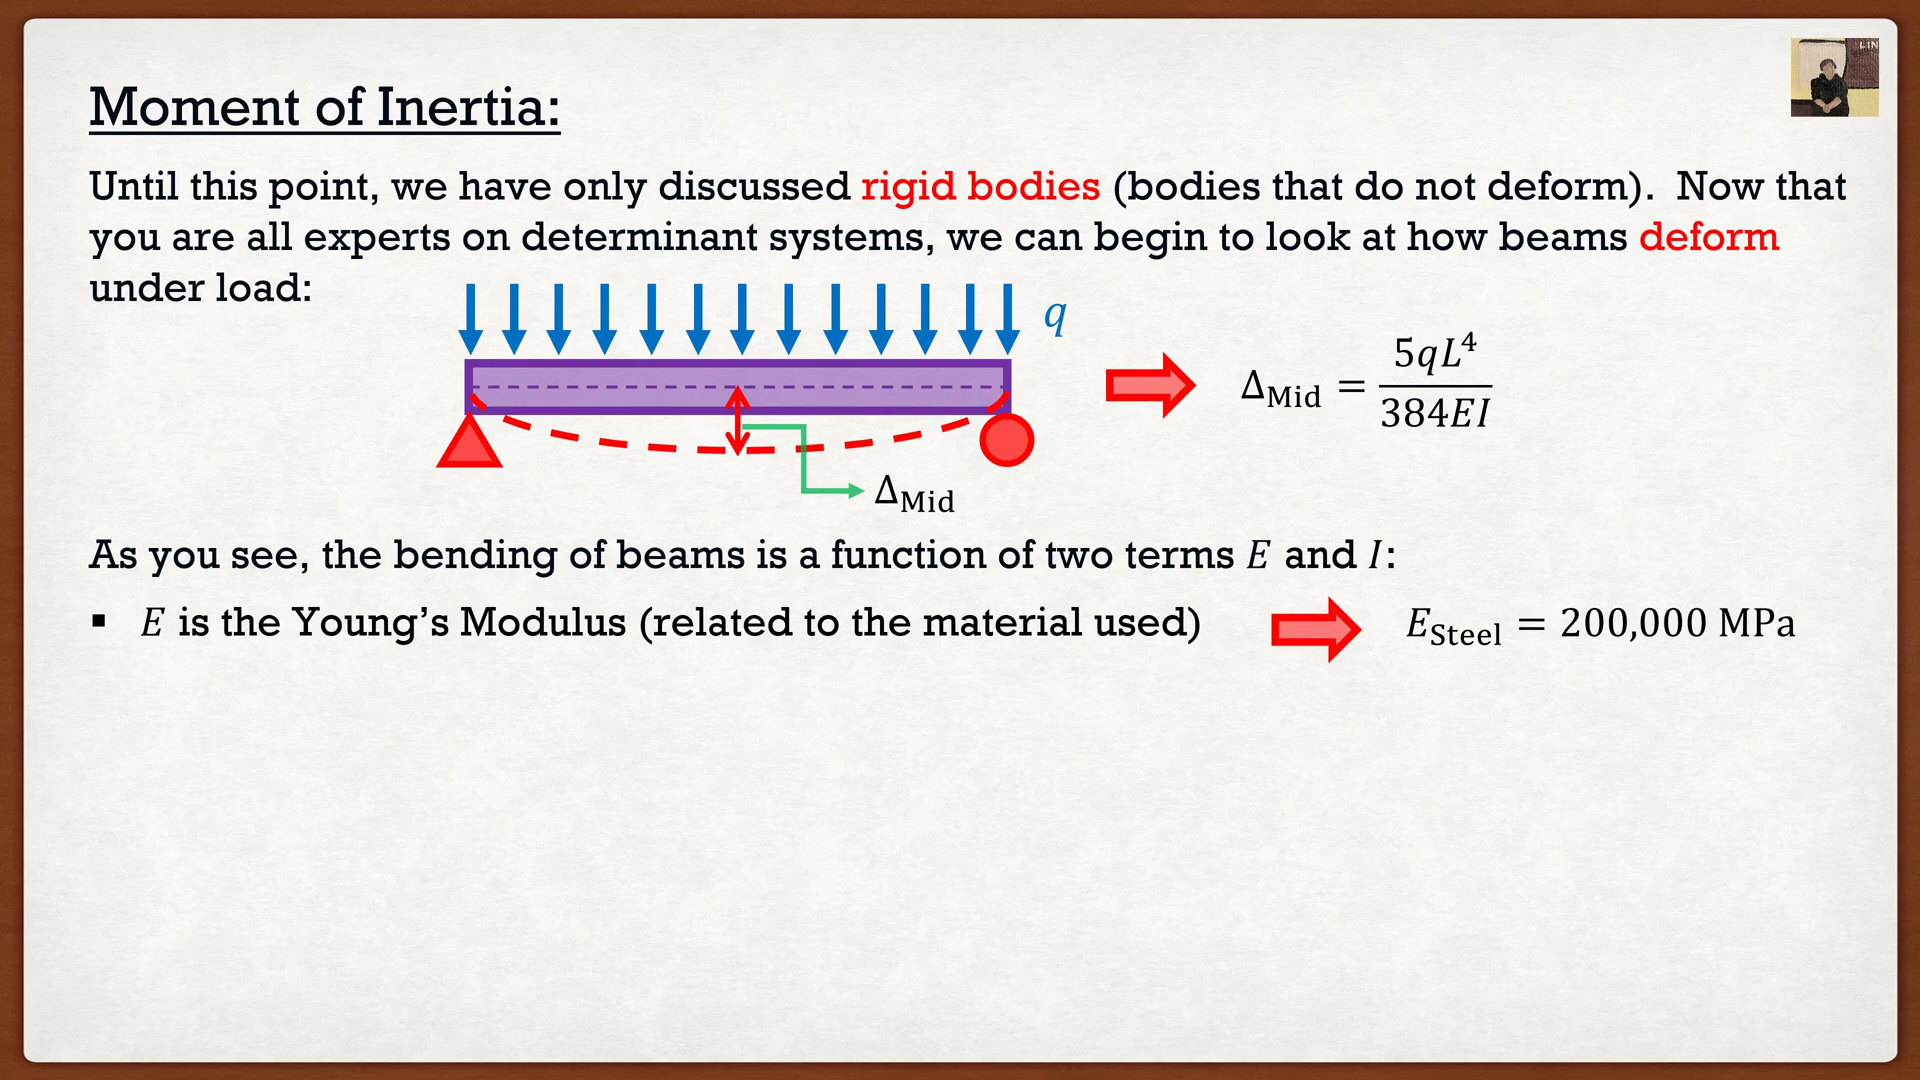 LIN
Moment of Inertia:
Until this point, we have only discussed rigid bodies (bodies that do not deform). Now that
you are all experts on determinant systems, we can begin to look at how beams deform
under load:
q
Δ_Mid = 5qL⁴ / 384EI
Δ_Mid
As you see, the bending of beams is a function of two terms E and I:
▪ E is the Young’s Modulus (related to the material used)
E_Steel = 200,000 MPa